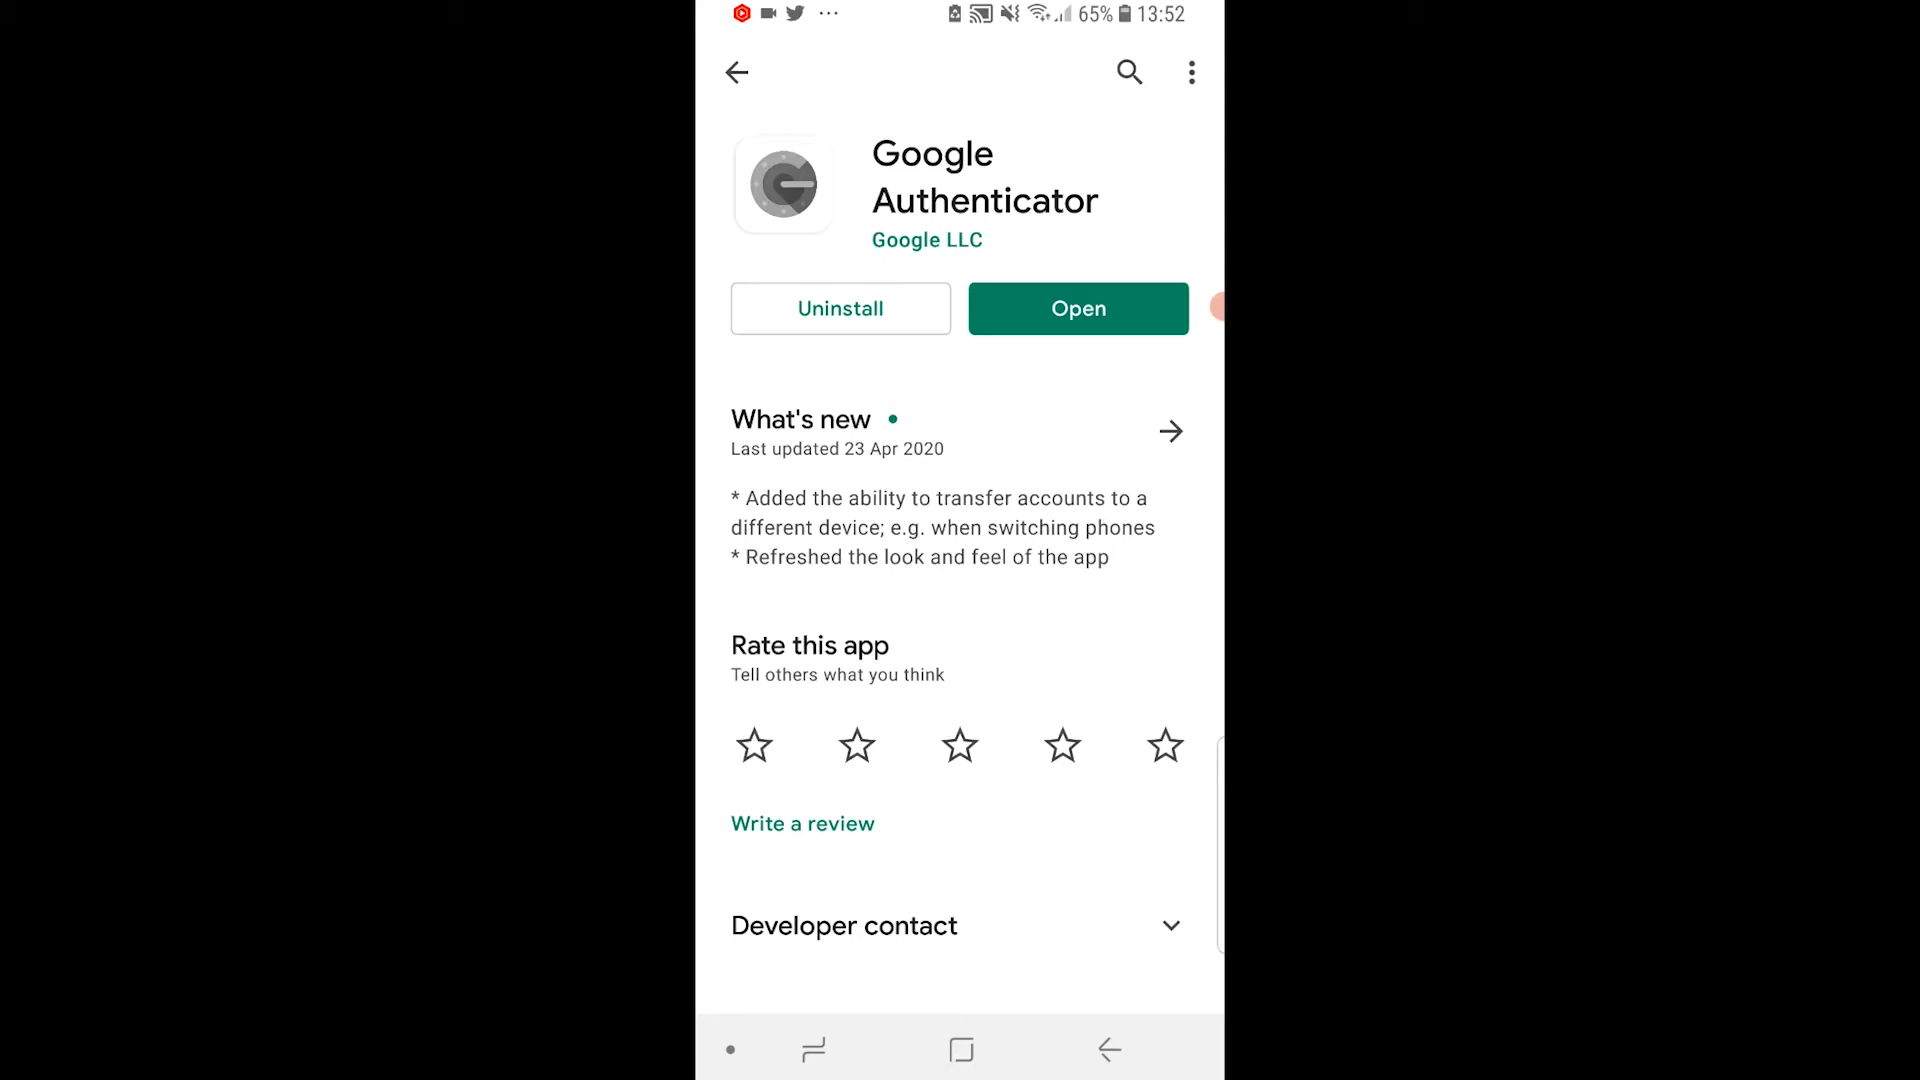 65% 13:52
Google
Authenticator
Google LLC
Uninstall
Open
What's new
Last updated 23 Apr 2020
* Added the ability to transfer accounts to a
different device; e.g. when switching phones
* Refreshed the look and feel of the app
Rate this app
Tell others what you think
Write a review
Developer contact